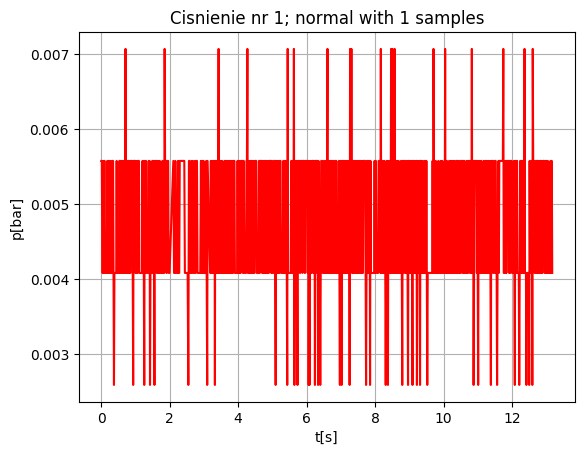 Cisnienie nr 1; normal with 1 samples
0.007
0.006
0.005
0.004
0.003
p[bar]
0 2 4 6 8 10 12
t[s]